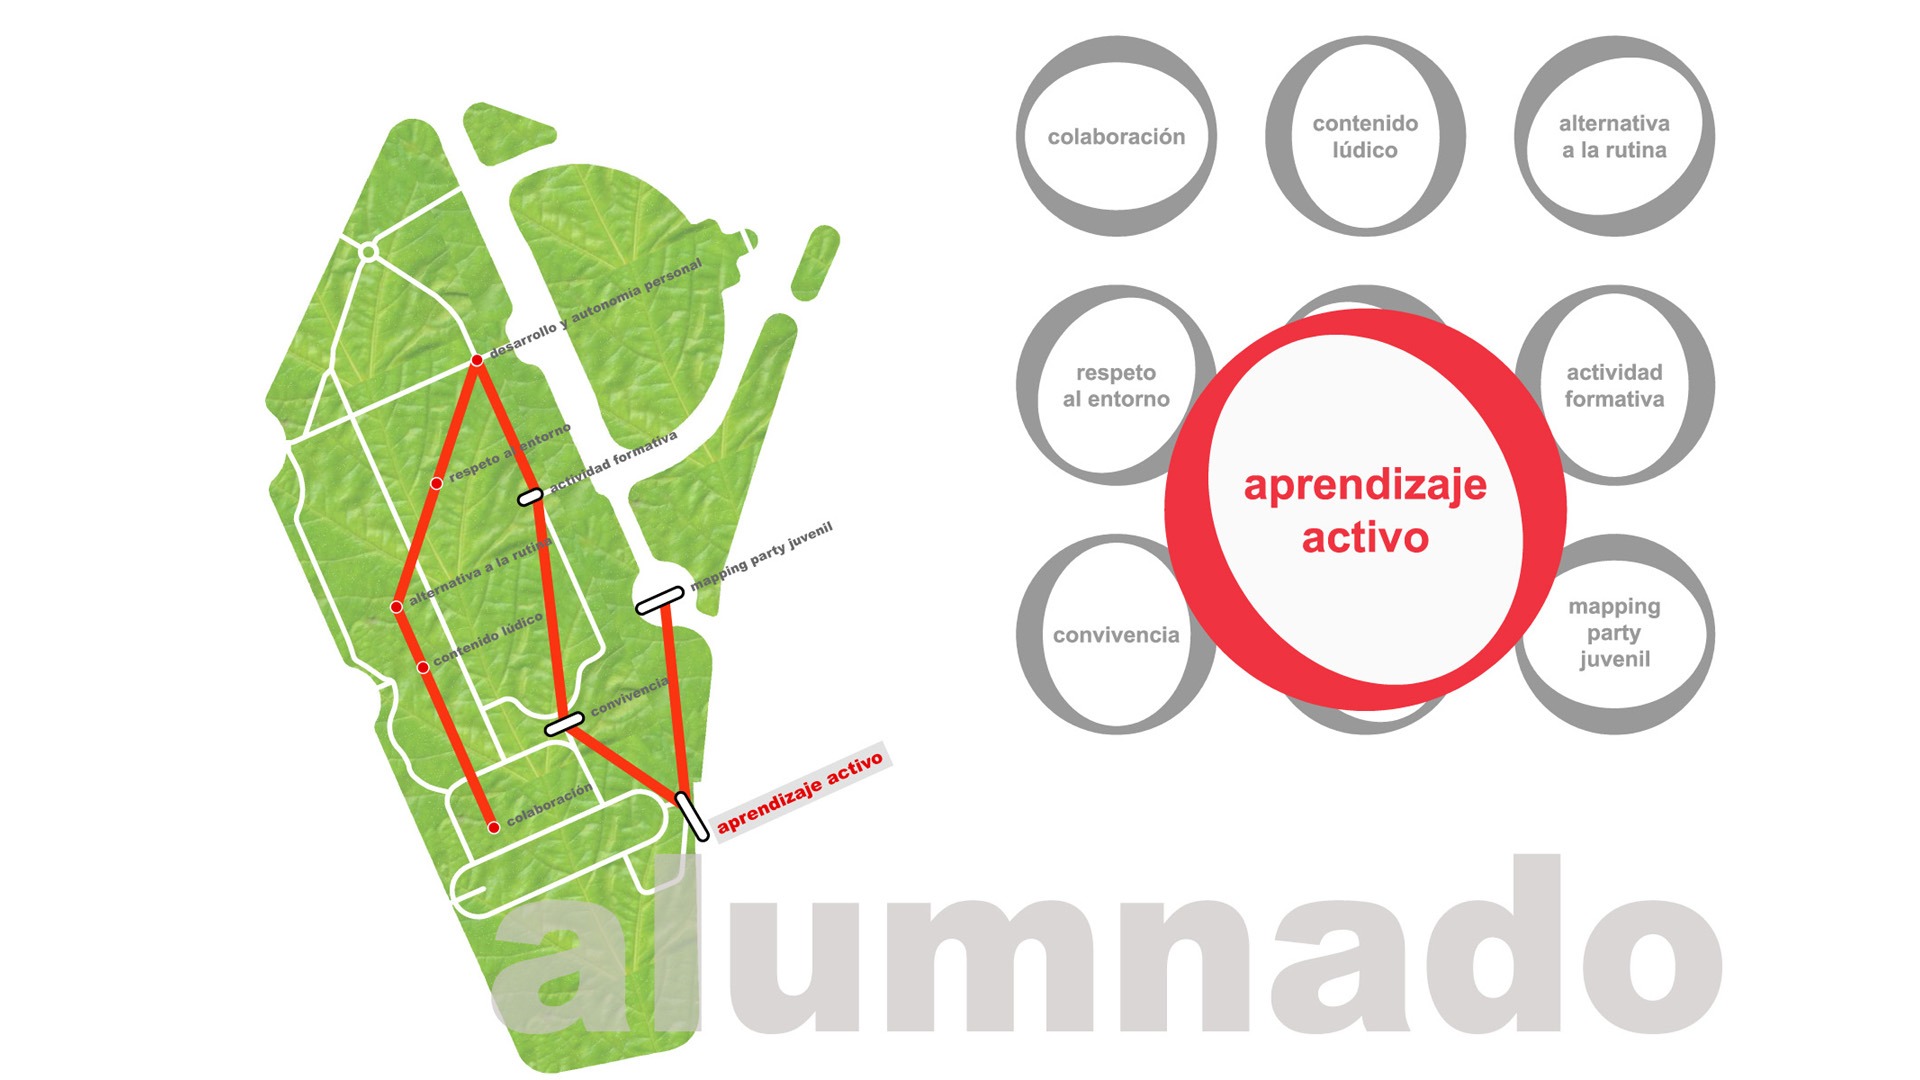 desarrollo y autonomía personal
respeto al entorno
actividad formativa
alternativa a la rutina
mapping party juvenil
contenido lúdico
convivencia
aprendizaje activo
colaboración
colaboración
contenido
lúdico
alternativa
a la rutina
respeto
al entorno
aprendizaje
activo
actividad
formativa
convivencia
mapping
party
juvenil
alumnado